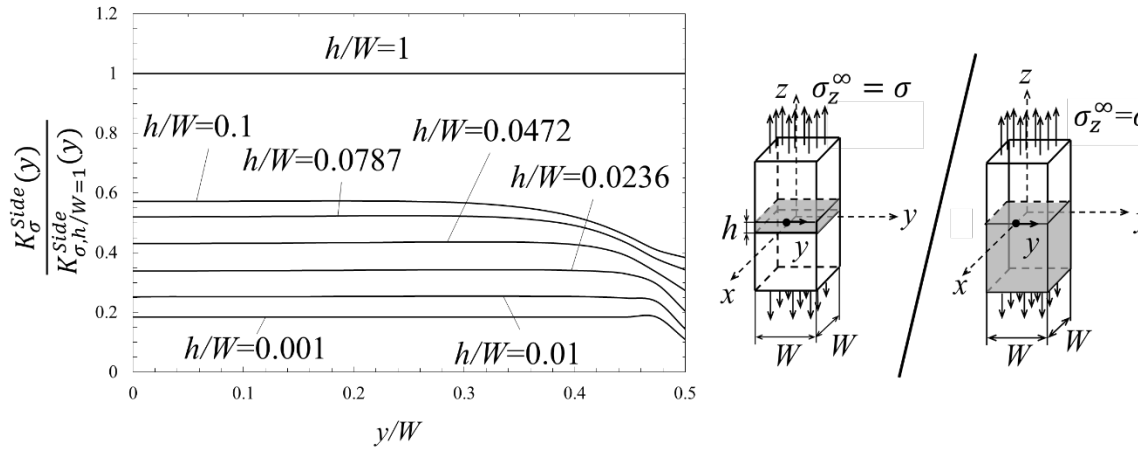 1.2
1
0.8
0.6
0.4
0.2
0
0
0.1
0.2
0.3
0.4
0.5
y/W
K_σ^Side(y)
K_σ,h/W=1^Side(y)
h/W=1
h/W=0.1
h/W=0.0472
h/W=0.0787
h/W=0.0236
h/W=0.001
h/W=0.01
z
σ_z^∞ = σ
y
h
y
x
W
W
z
σ_z^∞=
y
x
W
W